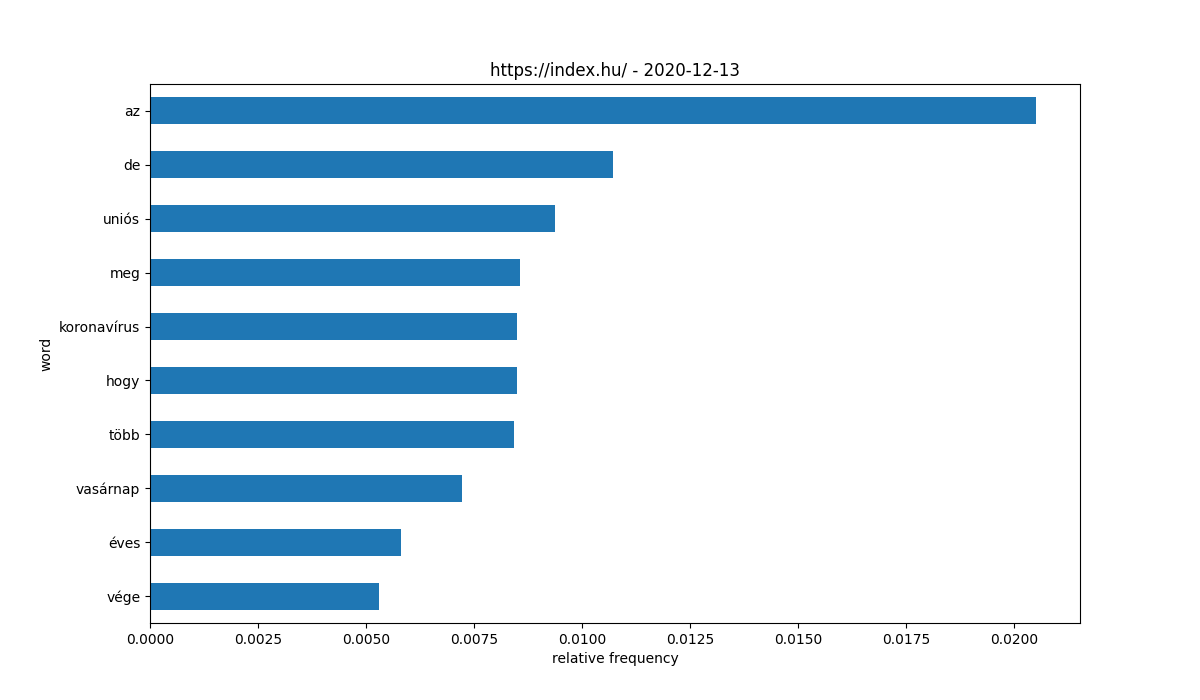 https://index.hu/ - 2020-12-13
az
de
uniós
meg
koronavírus
hogy
több
vasárnap
éves
vége
word
0.0000 0.0025 0.0050 0.0075 0.0100 0.0125 0.0150 0.0175 0.0200
relative frequency